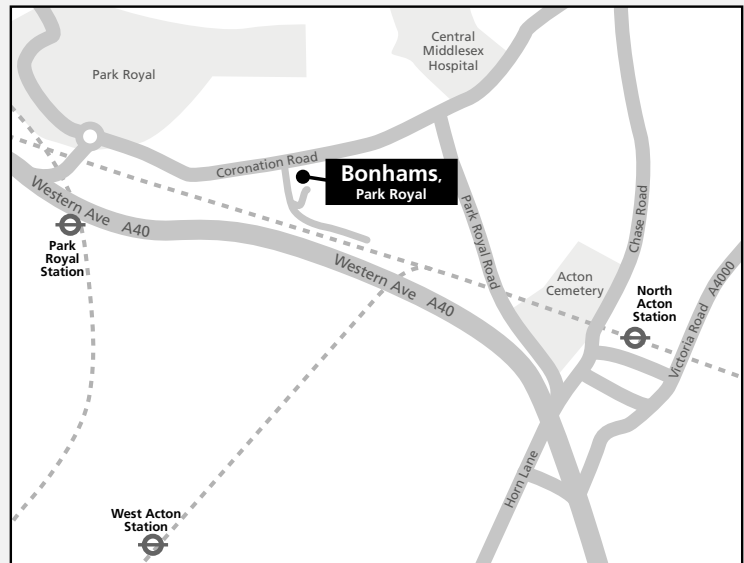 Central
Middlesex
Hospital
Park Royal
Coronation Road
Bonhams,
Park Royal
Western Ave A40
Park
Royal
Station
Park Royal Road
Chase Road
Western Ave A40
Acton
Cemetery
North
Acton
Station
Victoria Road A4000
Horn Lane
West Acton
Station